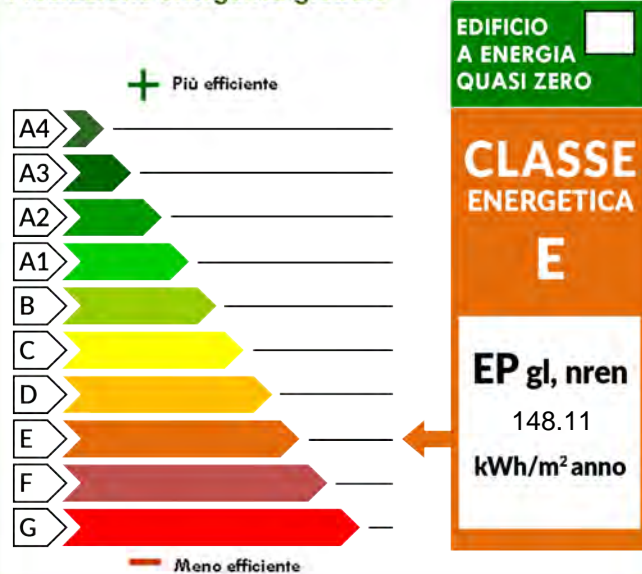 EDIFICIO
A ENERGIA
QUASI ZERO
Più efficiente
A4
A3
A2
A1
B
C
D
E
F
G
Meno efficiente
CLASSE
ENERGETICA
E
EP gl, nren
148.11
kWh/m² anno